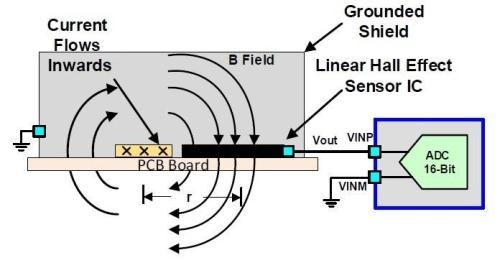 Current
Flows
Inwards
B Field
Grounded
Shield
Linear Hall Effect
Sensor IC
Vout
VINP
ADC
16-Bit
VINM
PCB Board
r